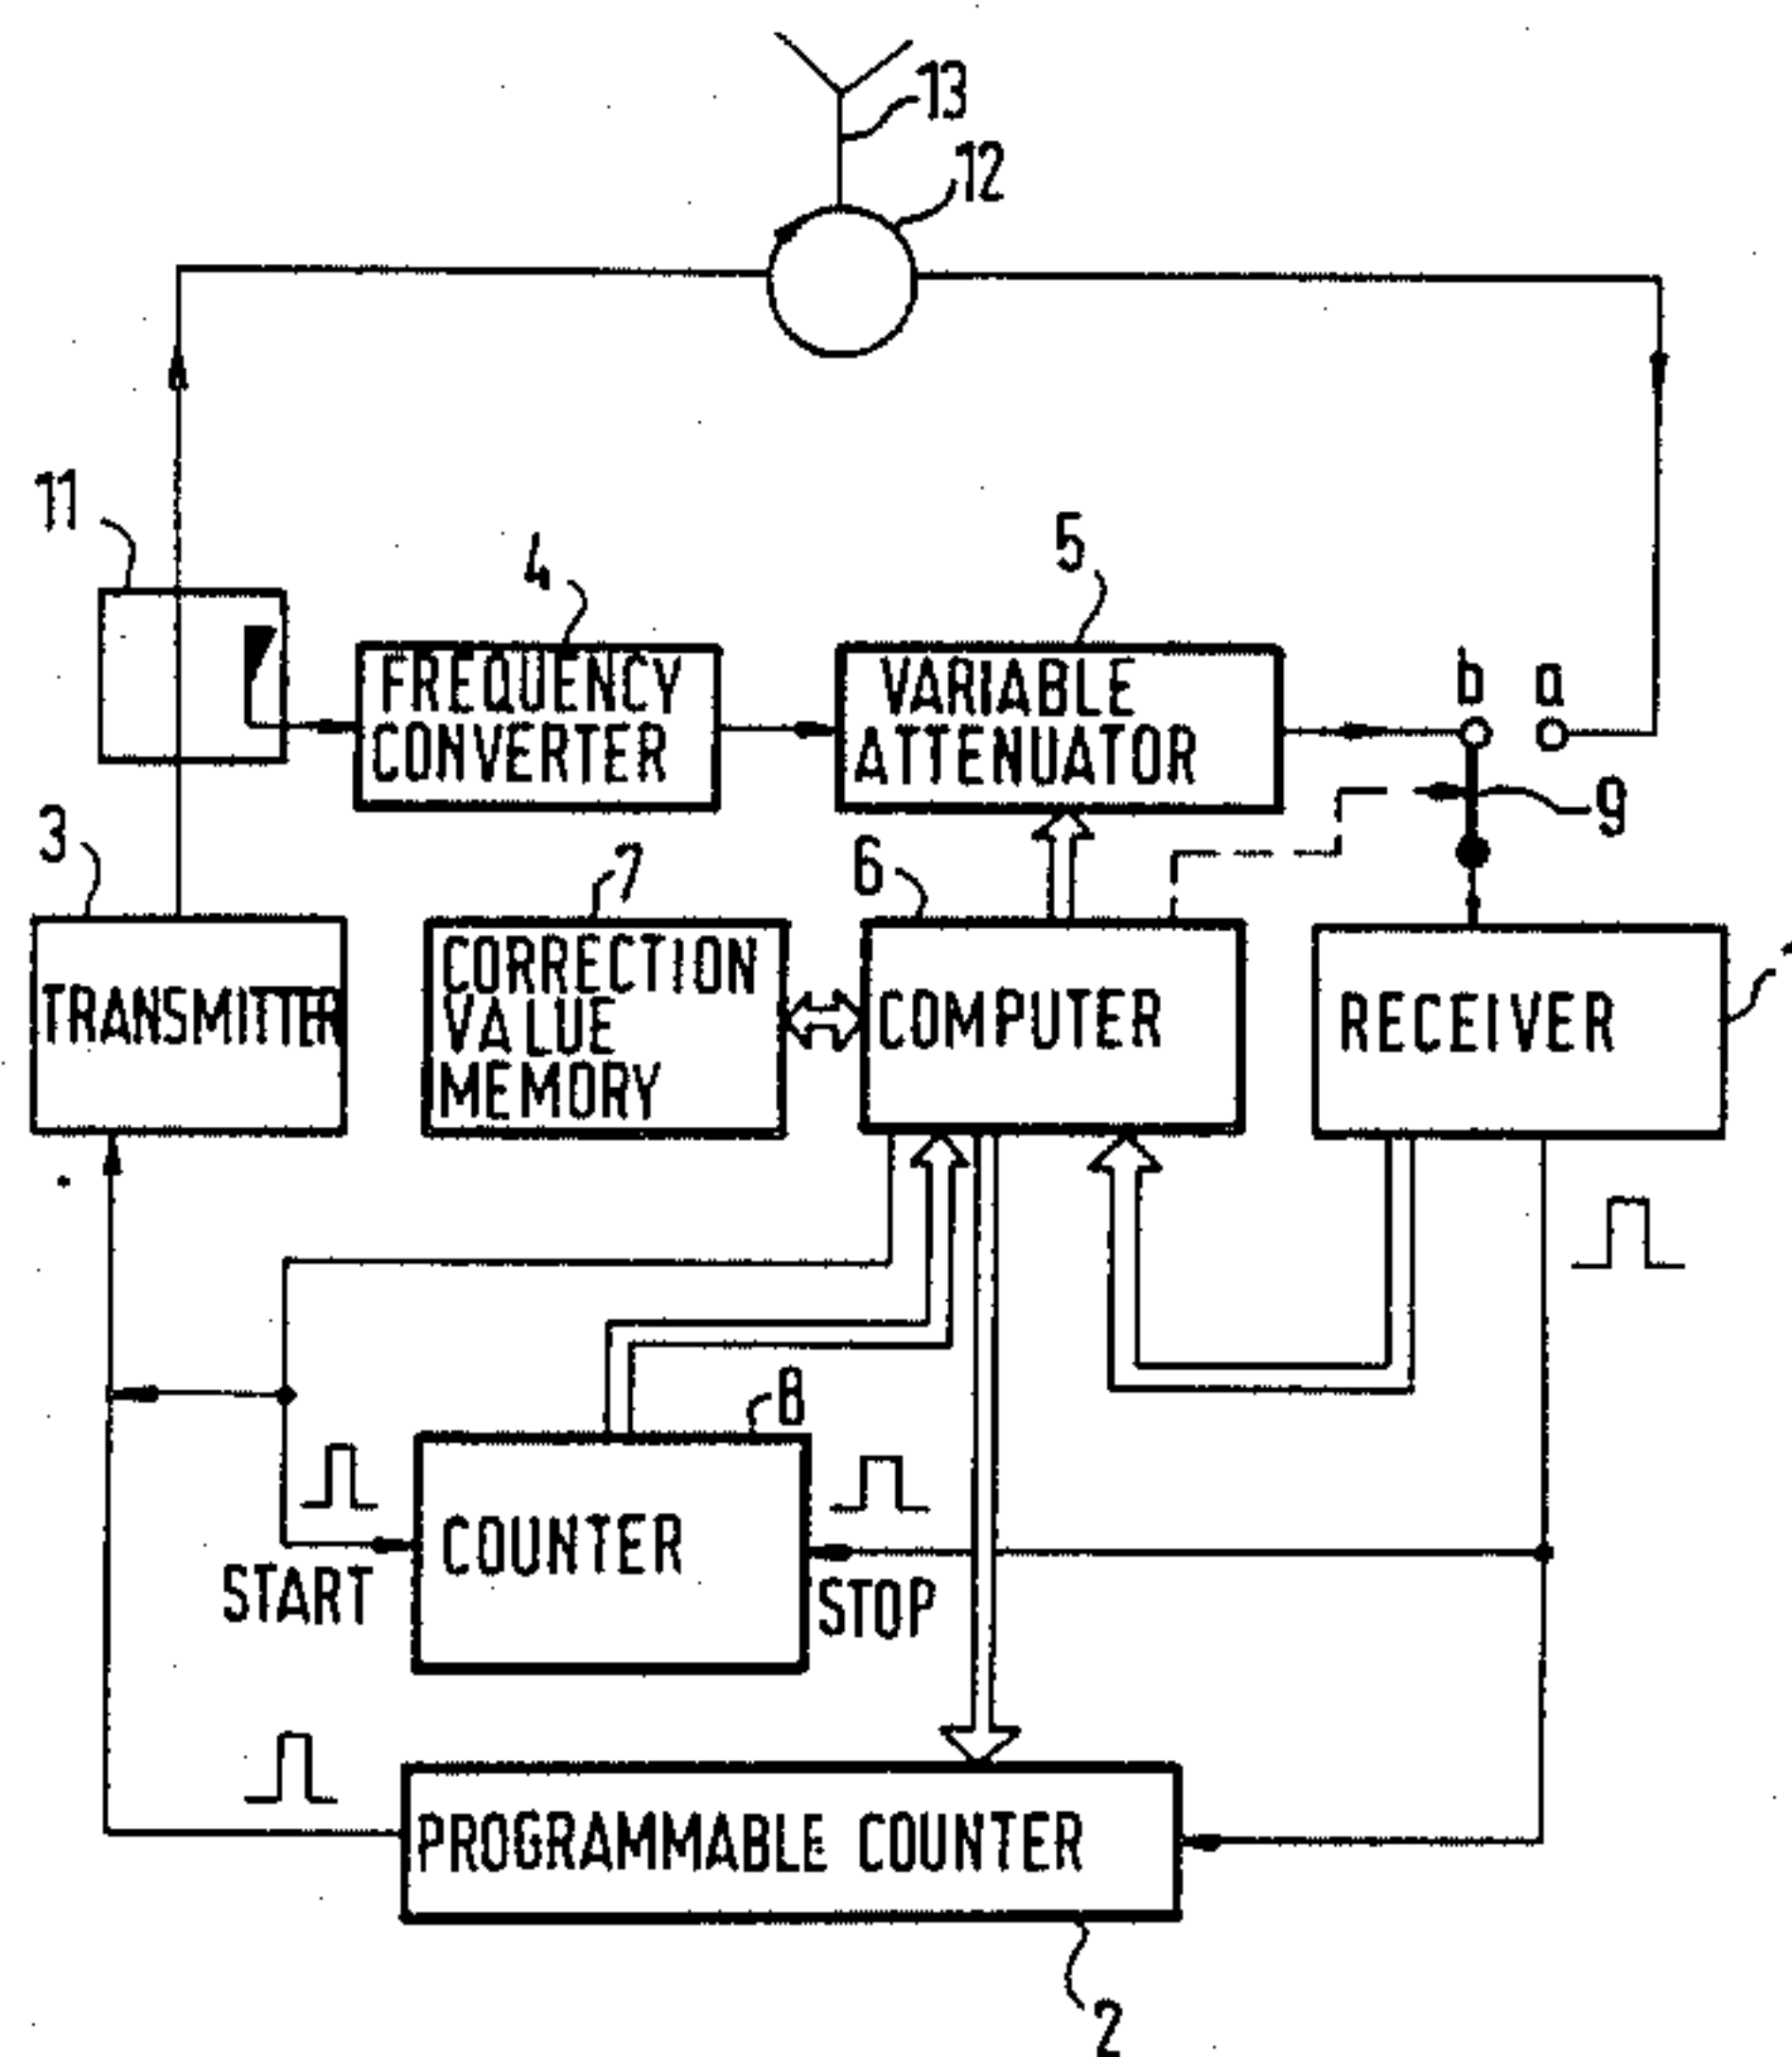 13
12
11
4
5
FREQUENCY
CONVERTER
VARIABLE
ATTENUATOR
b a
9
3
7
6
1
TRANSMITTER
CORRECTION
VALUE
MEMORY
COMPUTER
RECEIVER
8
COUNTER
START
STOP
PROGRAMMABLE COUNTER
2